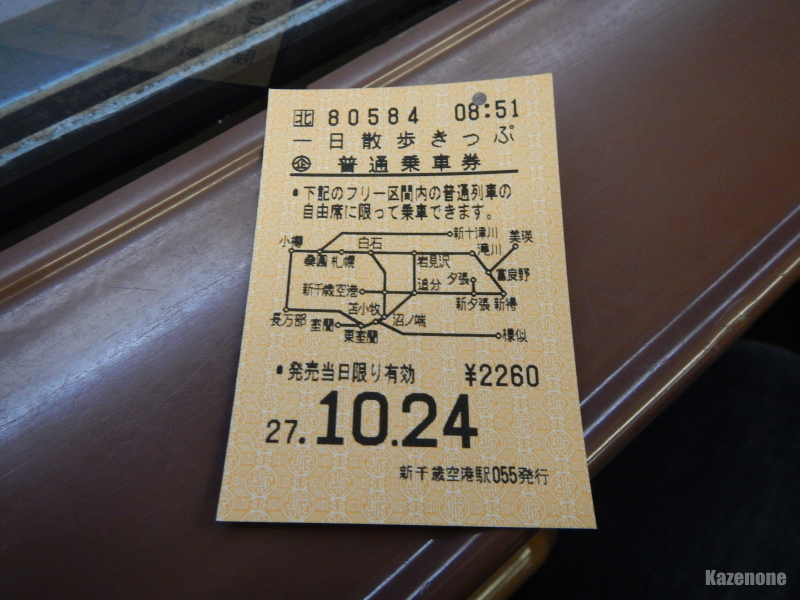 北 80584 08:51
一日散歩きっぷ
企 普通乗車券
●下記のフリー区間内の普通列車の
自由席に限って乗車できます。
新十津川
小樽 白石 滝川 美瑛
桑園 札幌 岩見沢 富良野
新千歳空港 追分 夕張
苫小牧 新夕張 新得
長万部 室蘭 沼ノ端
東室蘭 様似
●発売当日限り有効 ¥2260
27.10.24
新千歳空港駅055発行
Kazenone